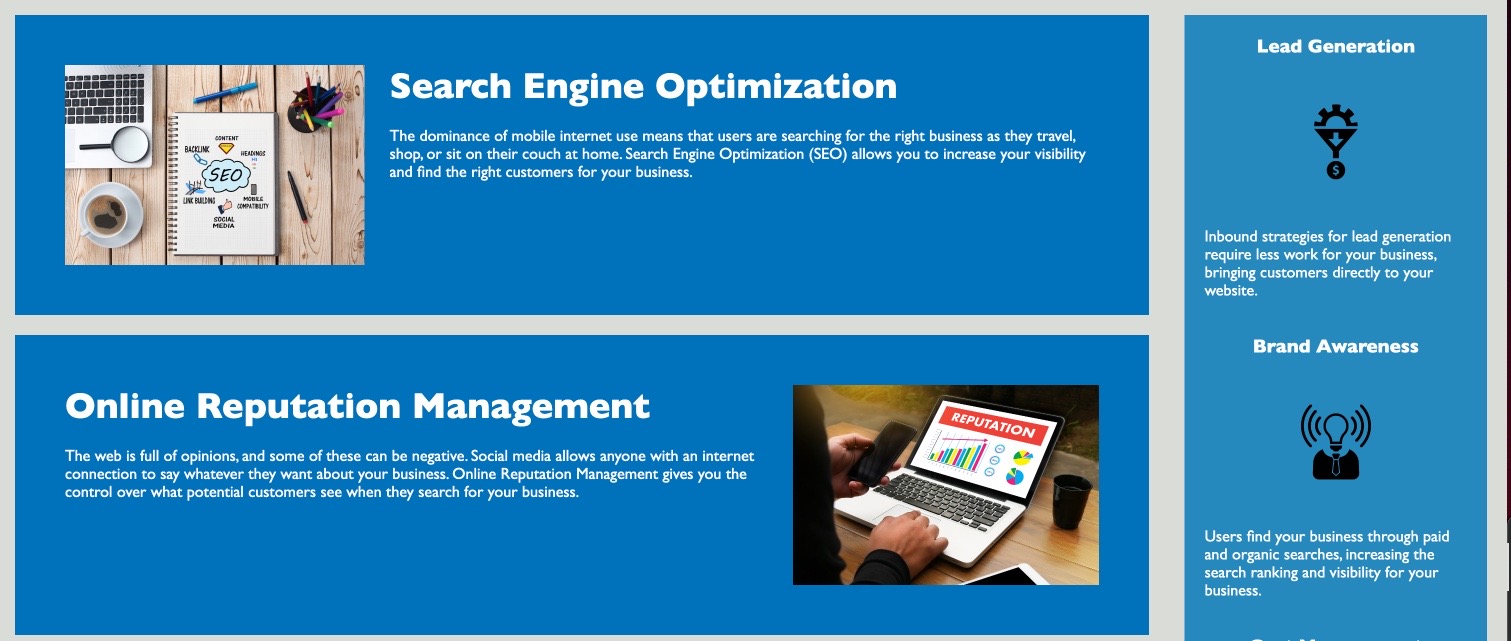 Search Engine Optimization
The dominance of mobile internet use means that users are searching for the right business as they travel,
shop, or sit on their couch at home. Search Engine Optimization (SEO) allows you to increase your visibility
and find the right customers for your business.
CONTENT
BACKLINK
HEADINGS
H1
SEO
LINK BUILDING
MOBILE
COMPATIBILITY
SOCIAL
MEDIA
Online Reputation Management
The web is full of opinions, and some of these can be negative. Social media allows anyone with an internet
connection to say whatever they want about your business. Online Reputation Management gives you the
control over what potential customers see when they search for your business.
REPUTATION
Lead Generation
$
Inbound strategies for lead generation
require less work for your business,
bringing customers directly to your
website.
Brand Awareness
Users find your business through paid
and organic searches, increasing the
search ranking and visibility for your
business.